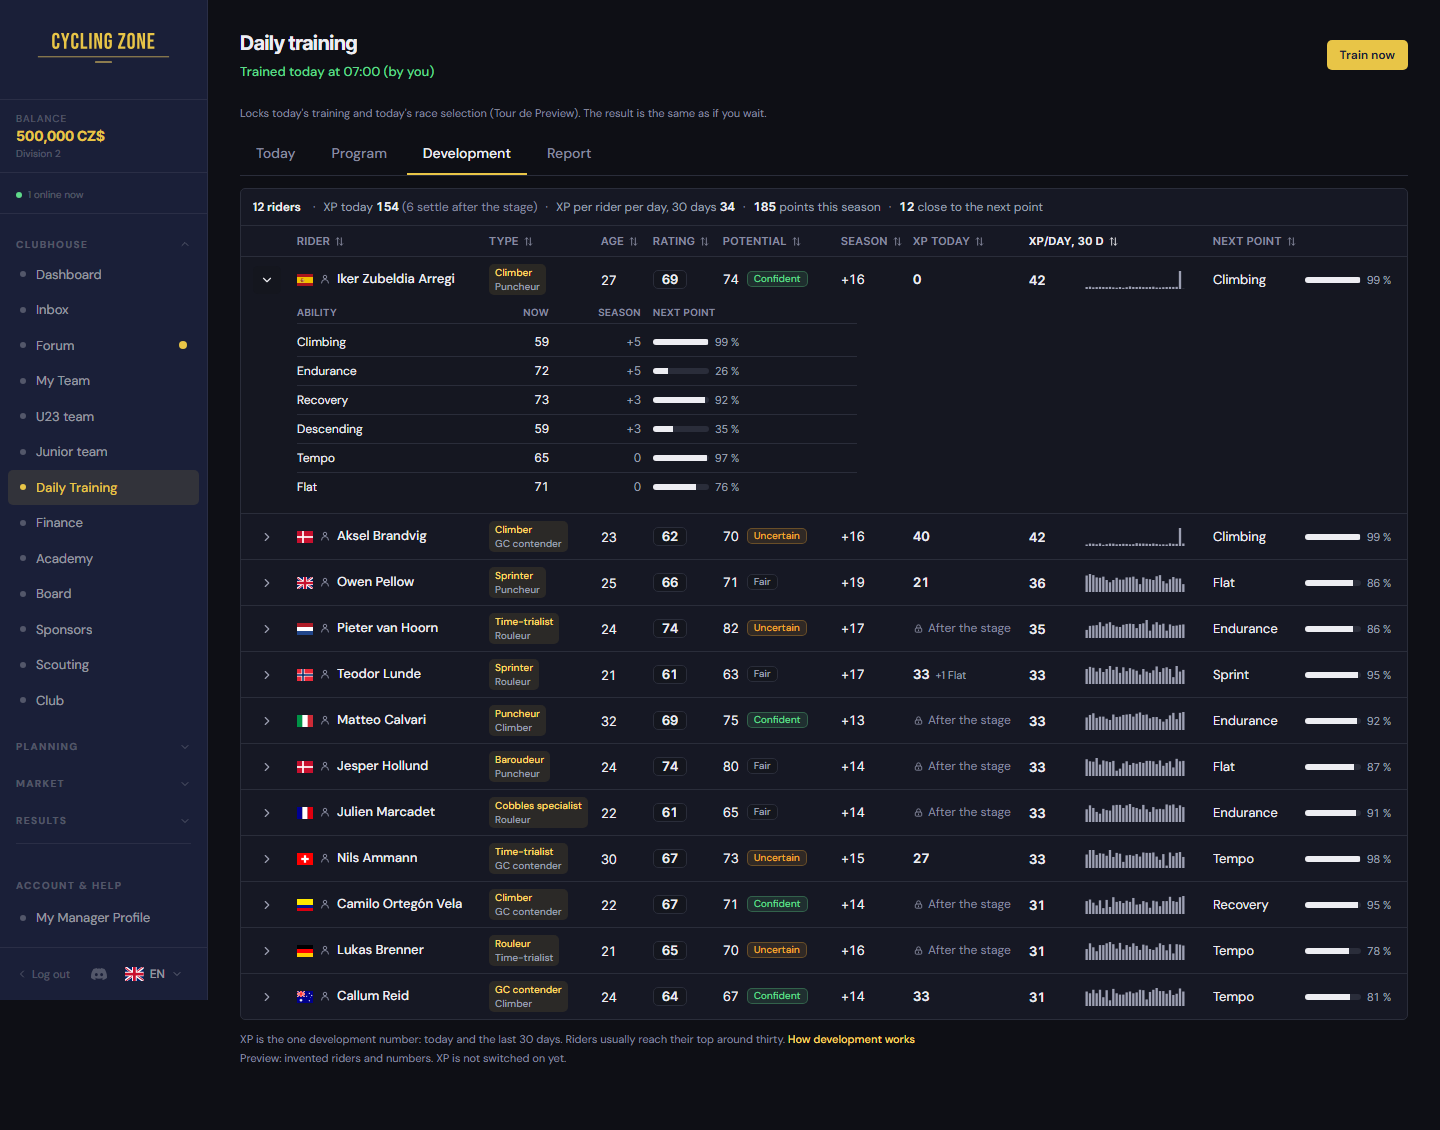 CYCLING ZONE
BALANCE
500,000 CZ$
Division 2
1 online now
CLUBHOUSE
Dashboard
Inbox
Forum
My Team
U23 team
Junior team
Daily Training
Finance
Academy
Board
Sponsors
Scouting
Club
PLANNING
MARKET
RESULTS
ACCOUNT & HELP
My Manager Profile
Log out EN
Daily training
Trained today at 07:00 (by you)
Train now
Locks today's training and today's race selection (Tour de Preview). The result is the same as if you wait.
Today Program Development Report
12 riders · XP today 154 (6 settle after the stage) · XP per rider per day, 30 days 34 · 185 points this season · 12 close to the next point
RIDER TYPE AGE RATING POTENTIAL SEASON XP TODAY XP/DAY, 30 D NEXT POINT
Iker Zubeldia Arregi Climber Puncheur 27 69 74 Confident +16 0 42 Climbing 99 %
ABILITY NOW SEASON NEXT POINT
Climbing 59 +5 99 %
Endurance 72 +5 26 %
Recovery 73 +3 92 %
Descending 59 +3 35 %
Tempo 65 0 97 %
Flat 71 0 76 %
Aksel Brandvig Climber GC contender 23 62 70 Uncertain +16 40 42 Climbing 99 %
Owen Pellow Sprinter Puncheur 25 66 71 Fair +19 21 36 Flat 86 %
Pieter van Hoorn Time-trialist Rouleur 24 74 82 Uncertain +17 After the stage 35 Endurance 86 %
Teodor Lunde Sprinter Rouleur 21 61 63 Fair +17 33 +1 Flat 33 Sprint 95 %
Matteo Calvari Puncheur Climber 32 69 75 Confident +13 After the stage 33 Endurance 92 %
Jesper Hollund Baroudeur Puncheur 24 74 80 Fair +14 After the stage 33 Flat 87 %
Julien Marcadet Cobbles specialist Rouleur 22 61 65 Fair +14 After the stage 33 Endurance 91 %
Nils Ammann Time-trialist GC contender 30 67 73 Uncertain +15 27 33 Tempo 98 %
Camilo Ortegón Vela Climber GC contender 22 67 71 Confident +14 After the stage 31 Recovery 95 %
Lukas Brenner Rouleur Time-trialist 21 65 70 Uncertain +16 After the stage 31 Tempo 78 %
Callum Reid GC contender Climber 24 64 67 Confident +14 33 31 Tempo 81 %
XP is the one development number: today and the last 30 days. Riders usually reach their top around thirty. How development works
Preview: invented riders and numbers. XP is not switched on yet.